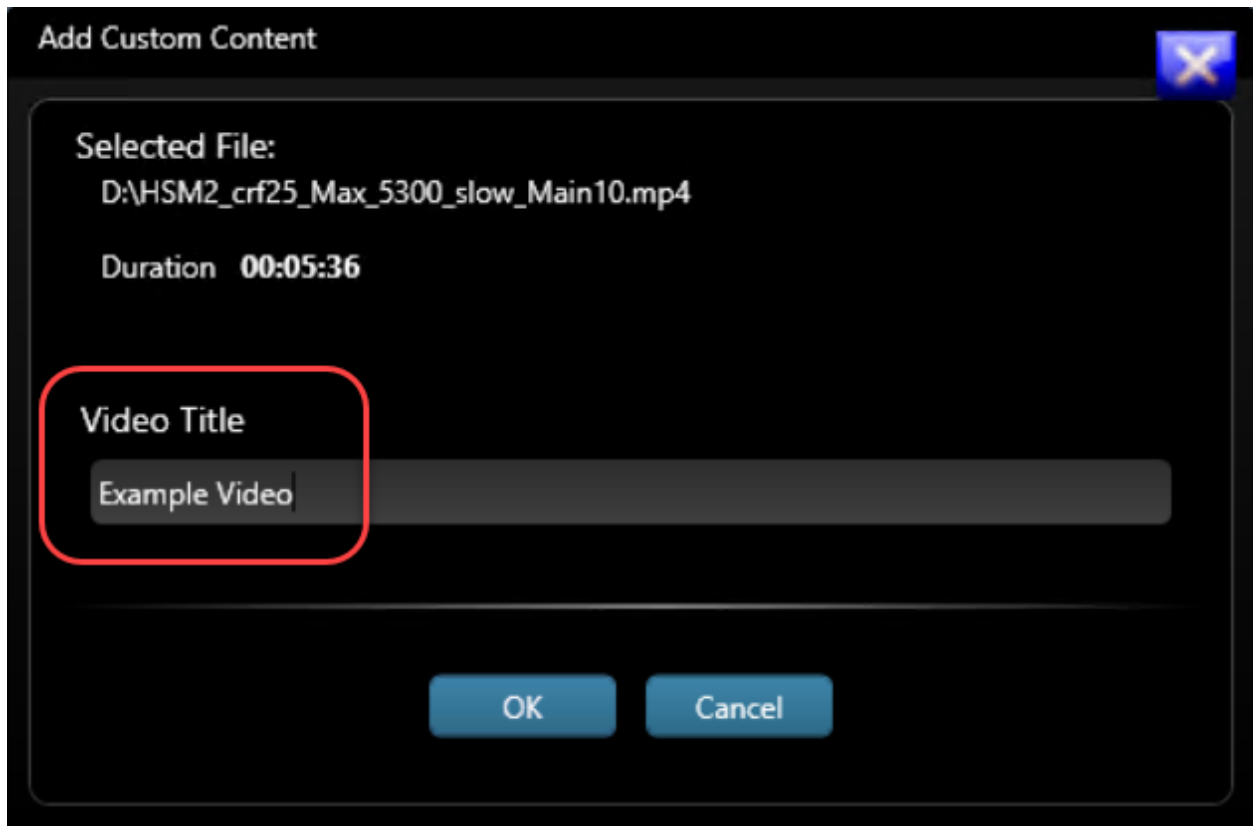 Add Custom Content
Selected File:
D:\HSM2_crf25_Max_5300_slow_Main10.mp4
Duration 00:05:36
Video Title
Example Video
OK Cancel